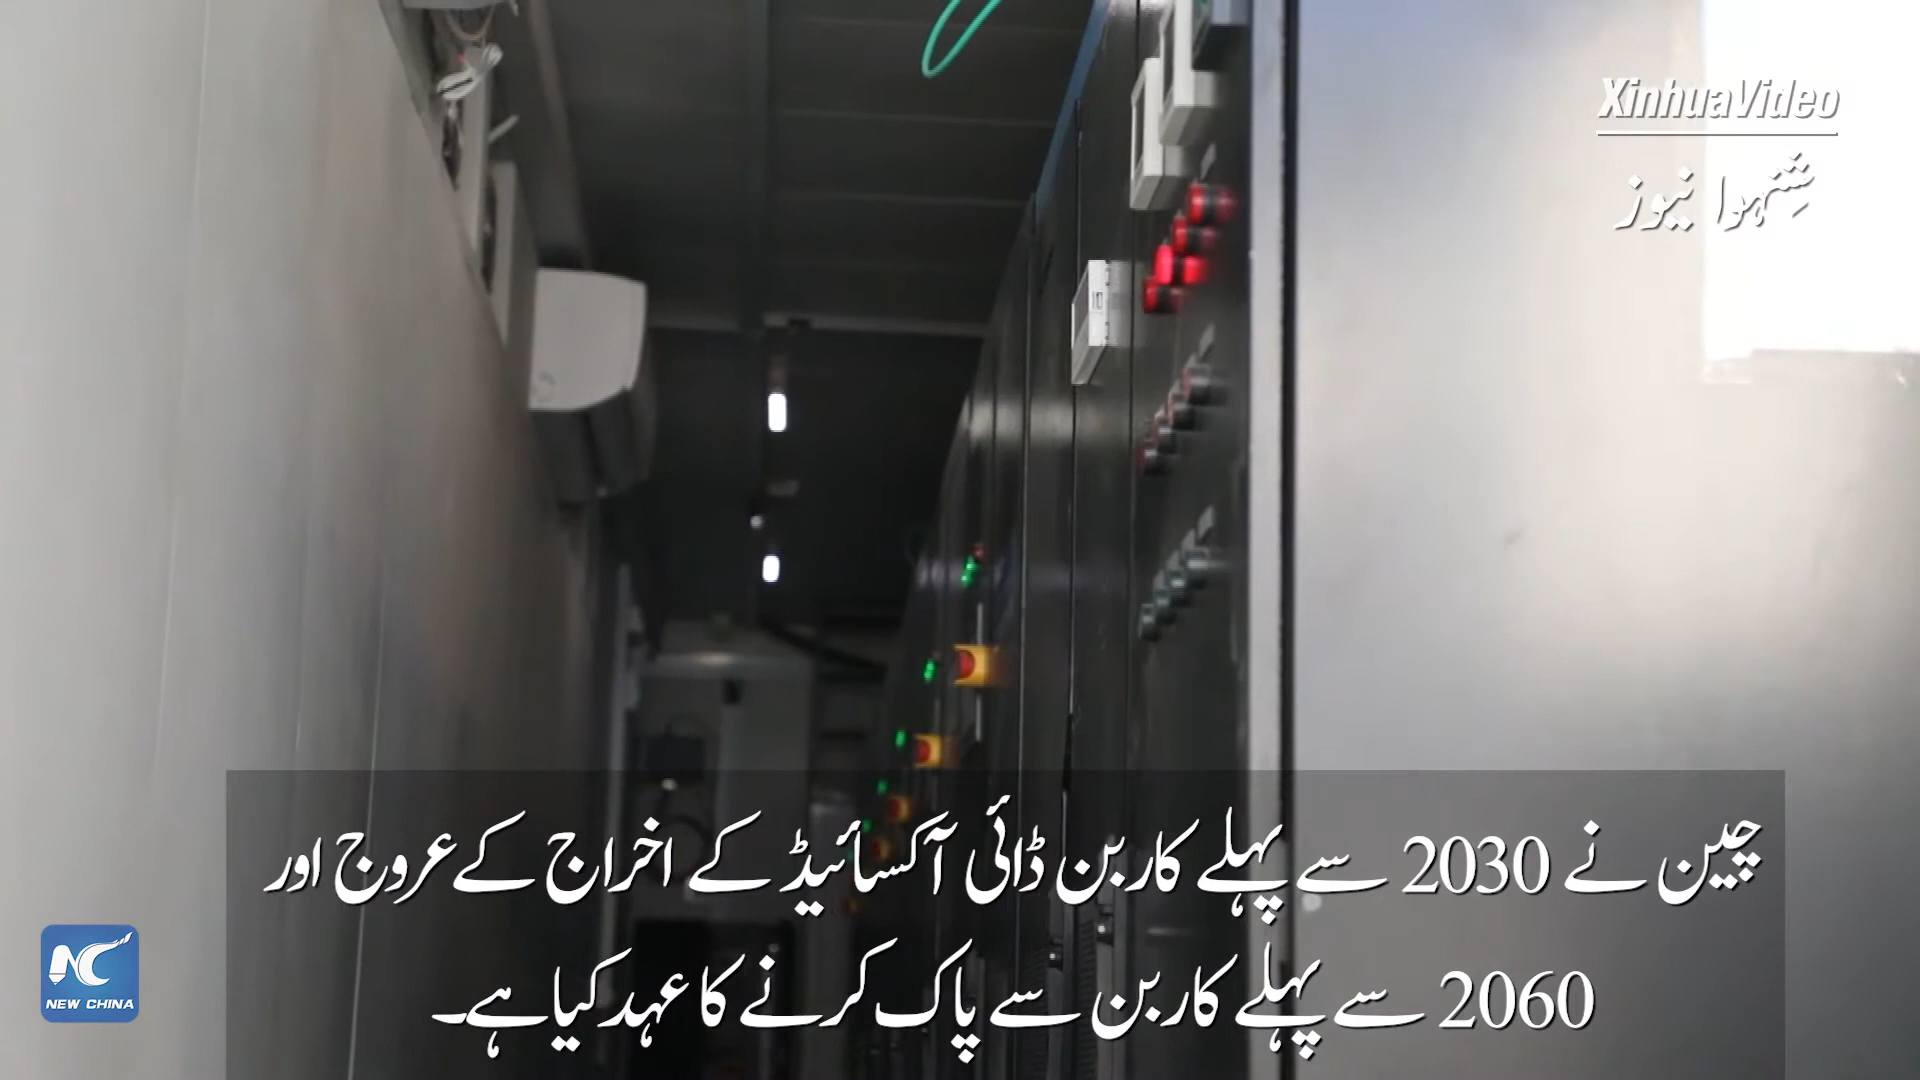 XinhuaVideo
شِنہوا نیوز
چین نے 2030 سے پہلے کاربن ڈائی آکسائیڈ کے اخراج کے عروج اور
2060 سے پہلے کاربن سے پاک کرنے کا عہد کیا ہے۔
NEW CHINA